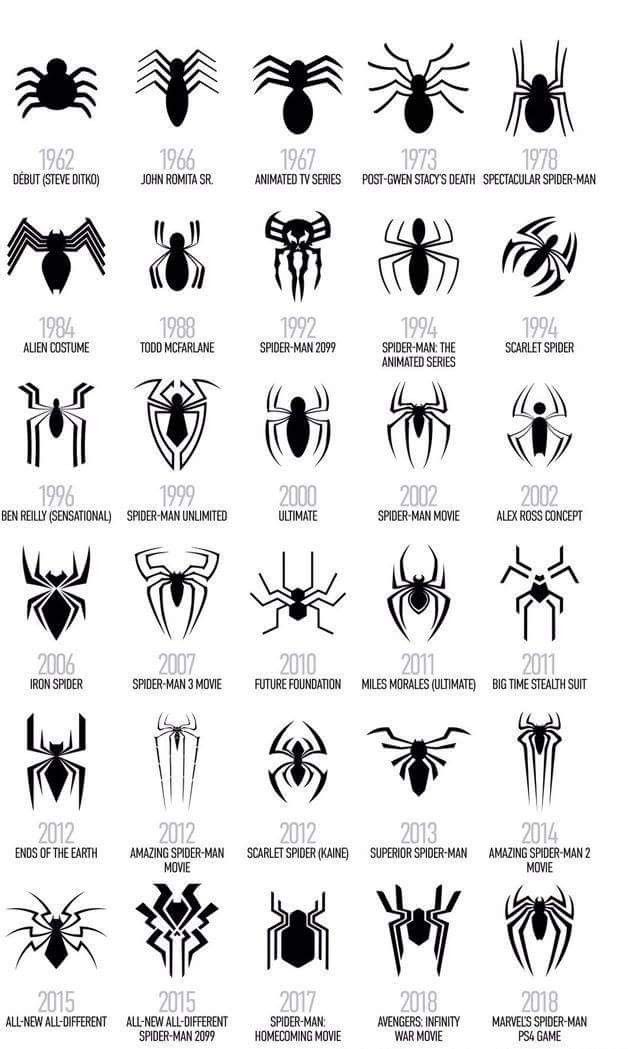 1962 1966 1967 1973 1978
DÉBUT (STEVE DITKO) JOHN ROMITA SR. ANIMATED TV SERIES POST-GWEN STACY'S DEATH SPECTACULAR SPIDER-MAN
1984 1988 1992 1994 1994
ALIEN COSTUME TODD MCFARLANE SPIDER-MAN 2099 SPIDER-MAN: THE SCARLET SPIDER
ANIMATED SERIES
1996 1999 2000 2002 2002
BEN REILLY (SENSATIONAL) SPIDER-MAN UNLIMITED ULTIMATE SPIDER-MAN MOVIE ALEX ROSS CONCEPT
2006 2007 2010 2011 2011
IRON SPIDER SPIDER-MAN 3 MOVIE FUTURE FOUNDATION MILES MORALES (ULTIMATE) BIG TIME STEALTH SUIT
2012 2012 2012 2013 2014
ENDS OF THE EARTH AMAZING SPIDER-MAN SCARLET SPIDER (KAINE) SUPERIOR SPIDER-MAN AMAZING SPIDER-MAN 2
MOVIE MOVIE
2015 2015 2017 2018 2018
ALL-NEW ALL-DIFFERENT ALL-NEW ALL-DIFFERENT SPIDER-MAN: AVENGERS: INFINITY MARVEL'S SPIDER-MAN
SPIDER-MAN 2099 HOMECOMING MOVIE WAR MOVIE PS4 GAME